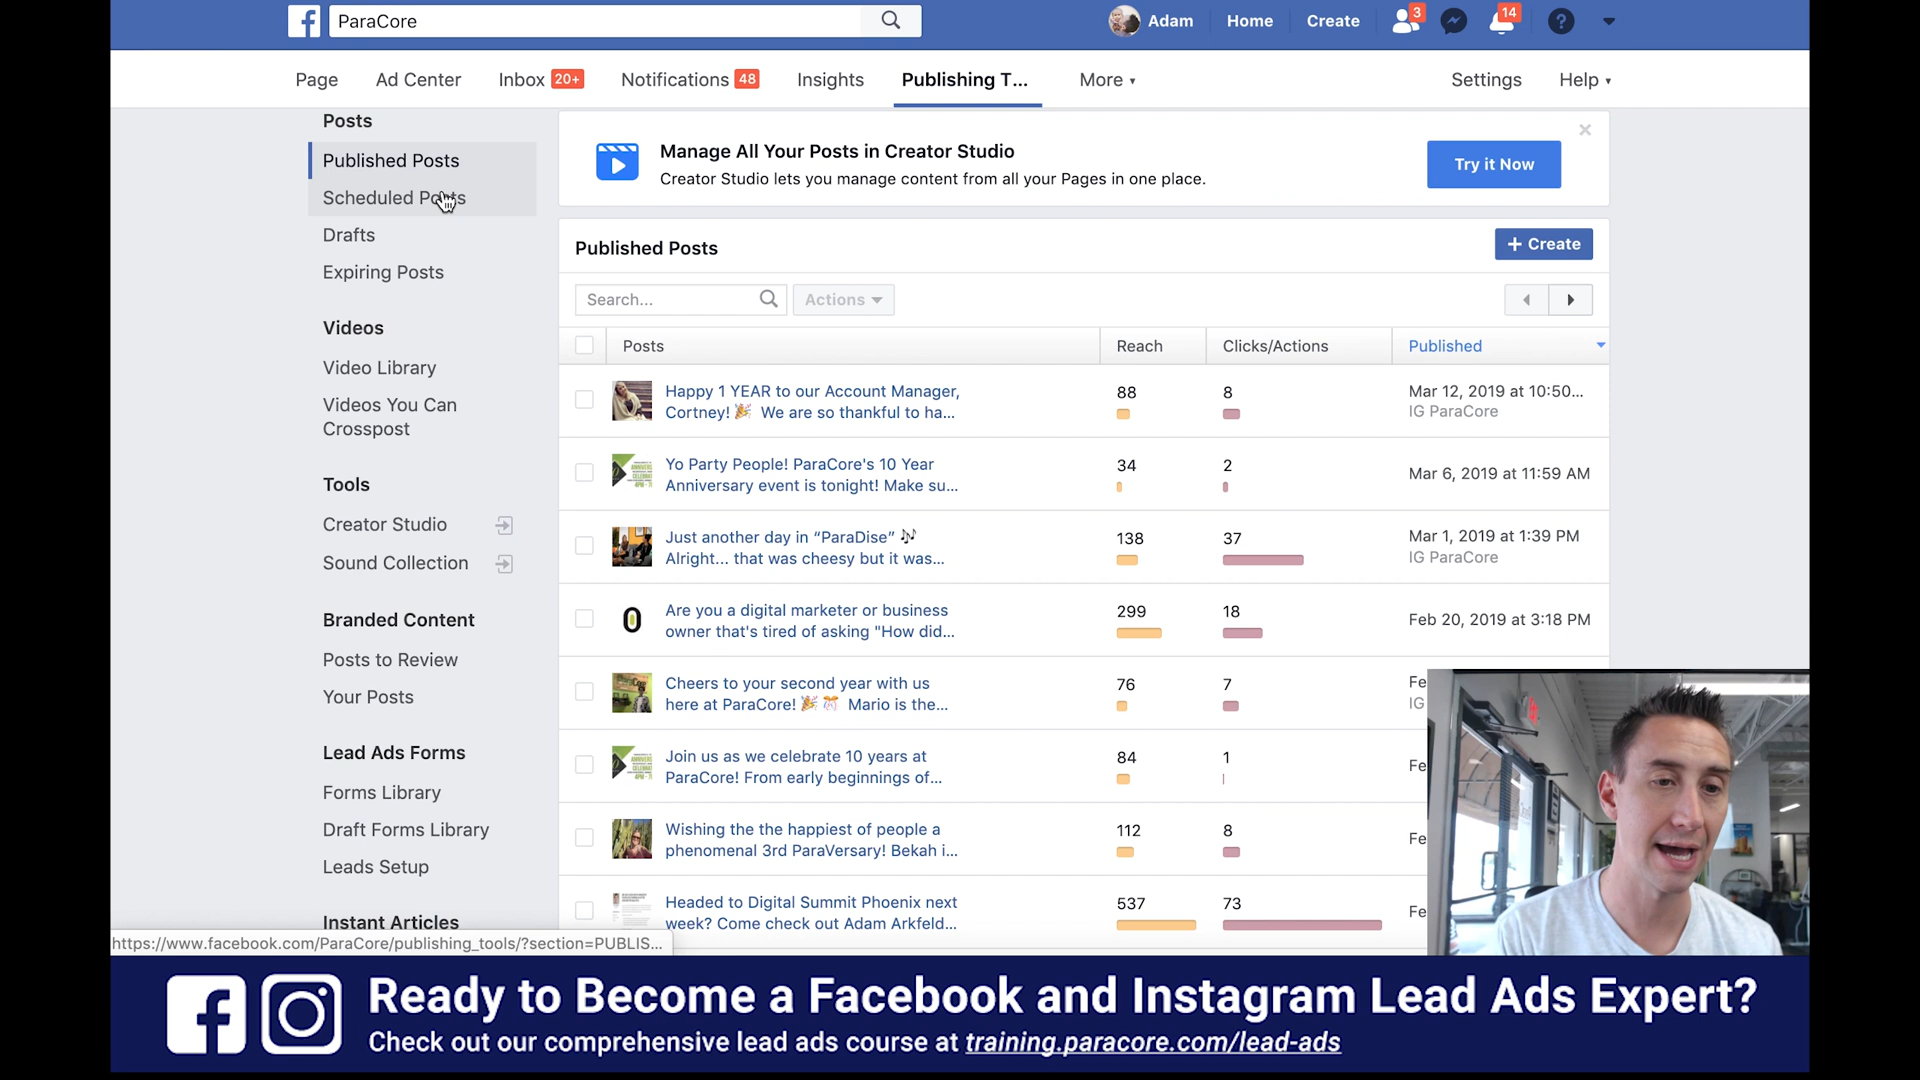 ParaCore
Adam
Home
Create
3
14
Page
Ad Center
Inbox 20+
Notifications 48
Insights
Publishing T...
More
Settings
Help
Posts
Published Posts
Scheduled Posts
Drafts
Expiring Posts
Videos
Video Library
Videos You Can
Crosspost
Tools
Creator Studio
Sound Collection
Branded Content
Posts to Review
Your Posts
Lead Ads Forms
Forms Library
Draft Forms Library
Leads Setup
Instant Articles
https://www.facebook.com/ParaCore/publishing_tools/?section=PUBLIS...
Manage All Your Posts in Creator Studio
Creator Studio lets you manage content from all your Pages in one place.
Try it Now
Published Posts
+ Create
Search...
Actions
Posts
Reach
Clicks/Actions
Published
Happy 1 YEAR to our Account Manager,
Cortney! 🎉 We are so thankful to ha...
88
8
Mar 12, 2019 at 10:50...
IG ParaCore
Yo Party People! ParaCore's 10 Year
Anniversary event is tonight! Make su...
34
2
Mar 6, 2019 at 11:59 AM
Just another day in “ParaDise” 🎶
Alright... that was cheesy but it was...
138
37
Mar 1, 2019 at 1:39 PM
IG ParaCore
Are you a digital marketer or business
owner that's tired of asking "How did...
299
18
Feb 20, 2019 at 3:18 PM
Cheers to your second year with us
here at ParaCore! 🎉 🎊 Mario is the...
76
7
Fe
IG
Join us as we celebrate 10 years at
ParaCore! From early beginnings of...
84
1
Fe
Wishing the the happiest of people a
phenomenal 3rd ParaVersary! Bekah i...
112
8
Fe
Headed to Digital Summit Phoenix next
week? Come check out Adam Arkfeld...
537
73
Fe
Ready to Become a Facebook and Instagram Lead Ads Expert?
Check out our comprehensive lead ads course at training.paracore.com/lead-ads